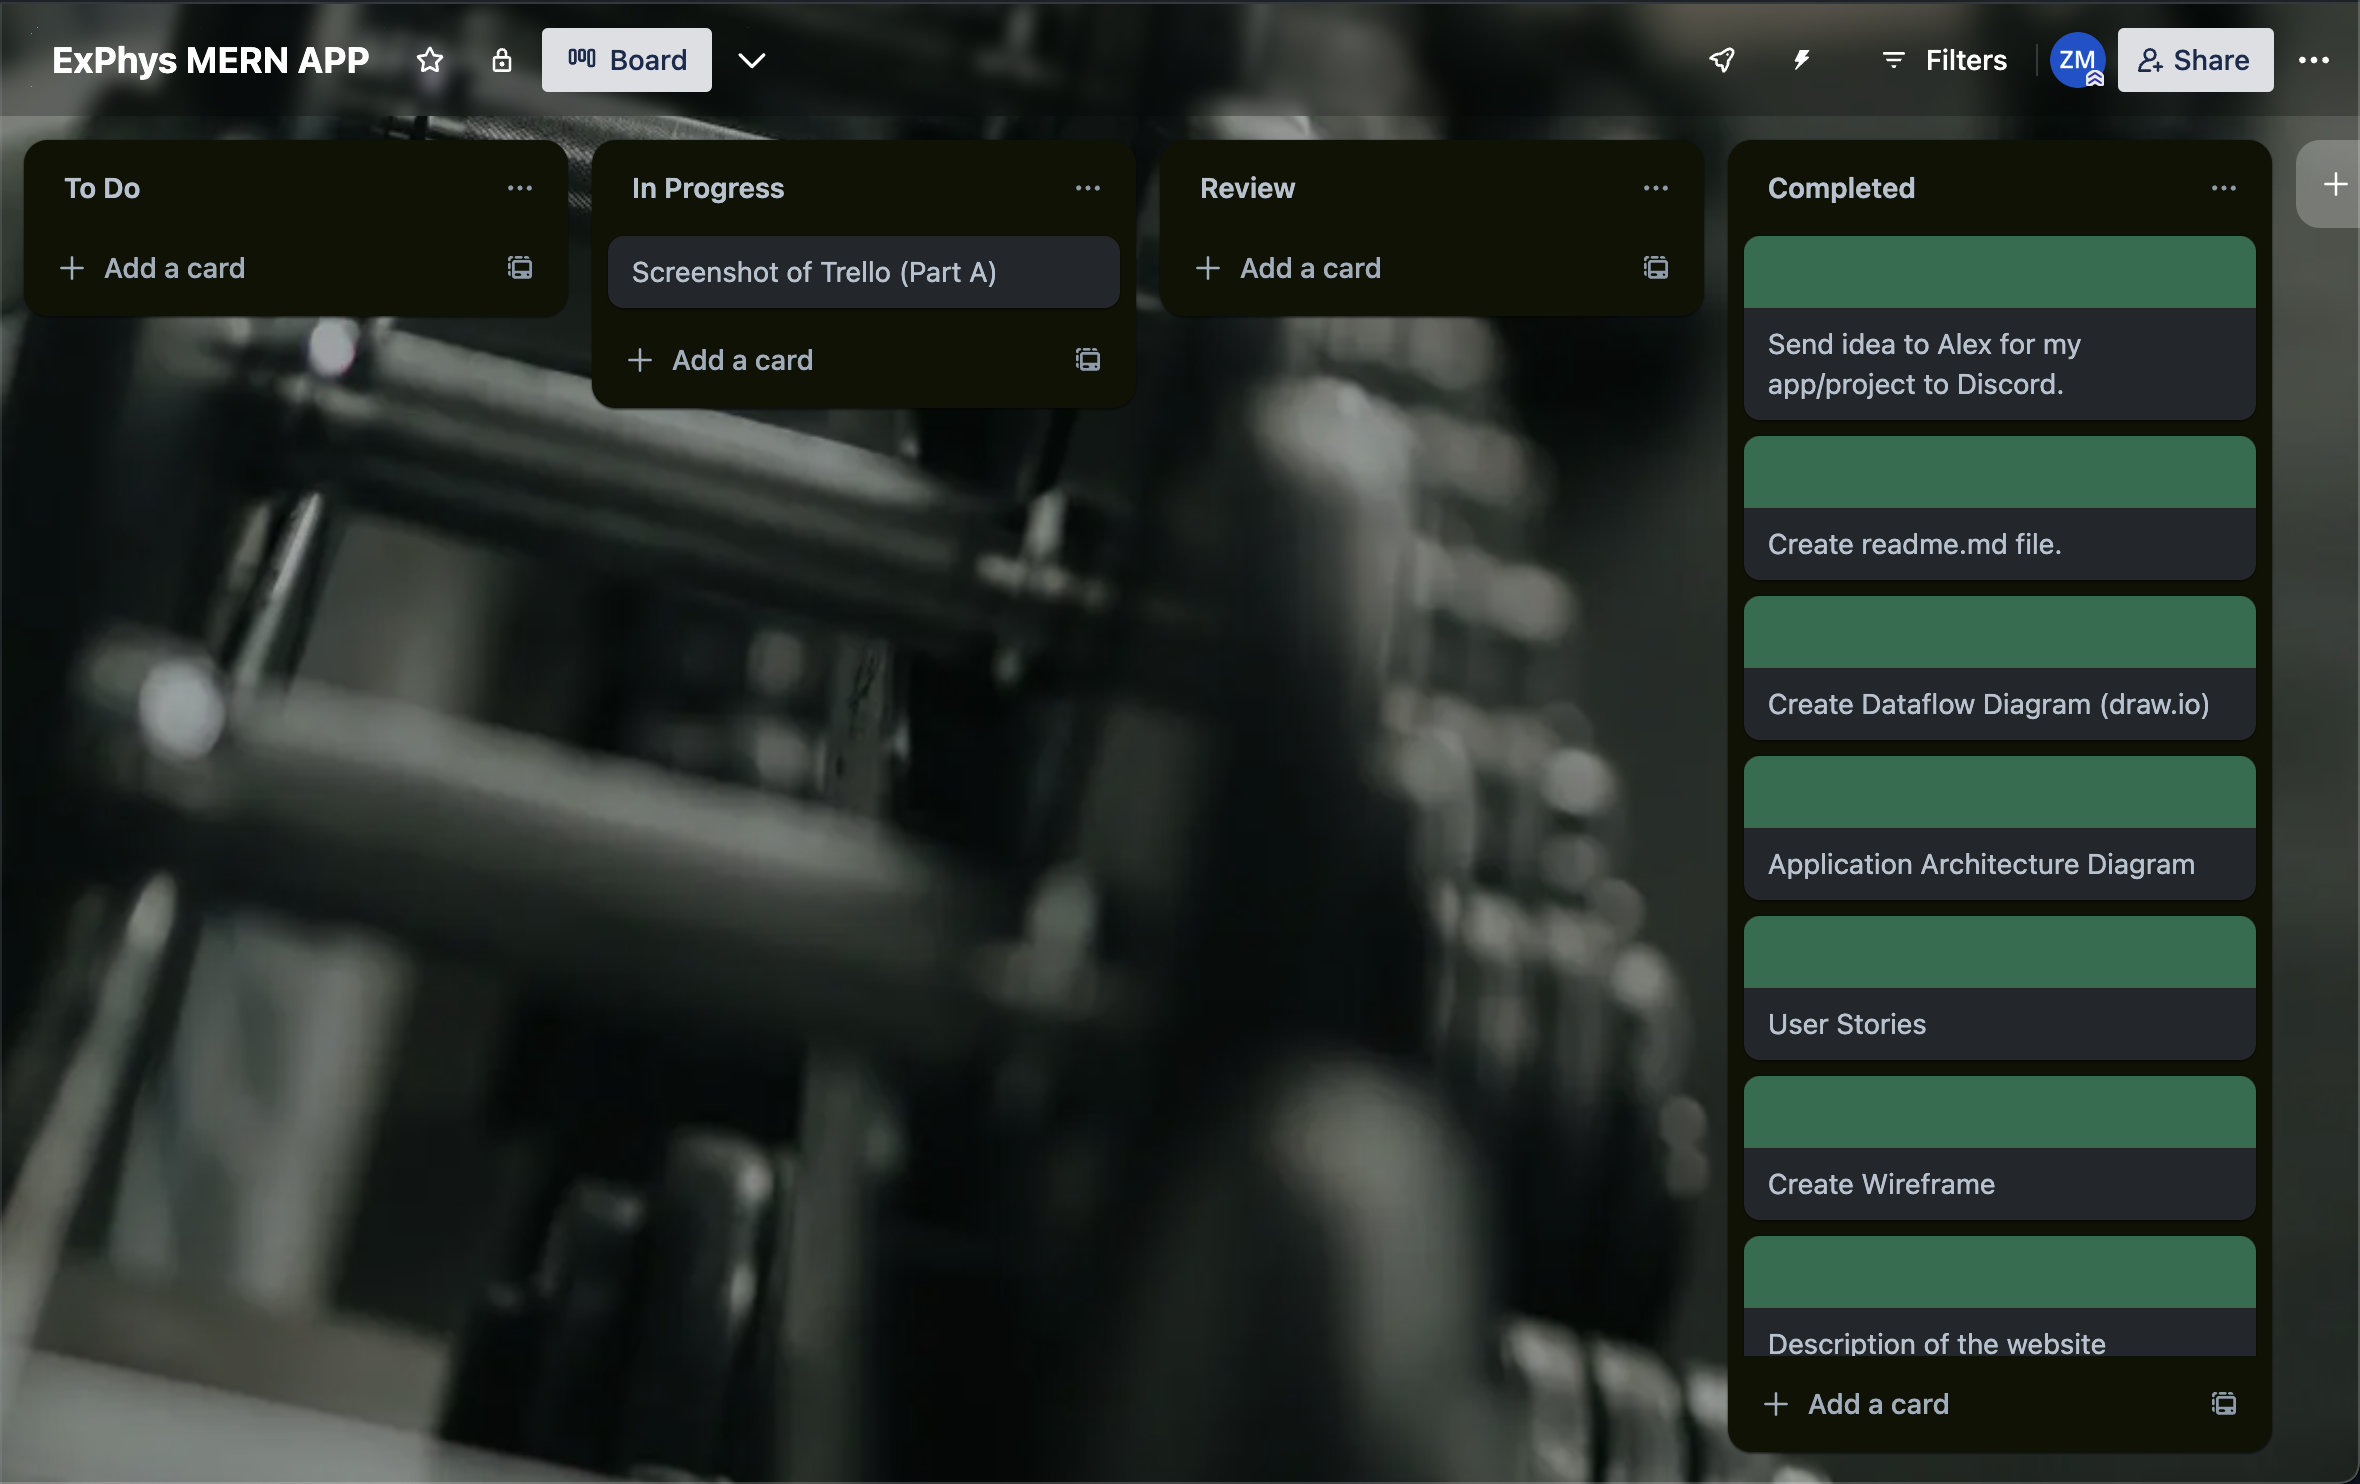 ExPhys MERN APP
Board
Filters
ZM
Share
To Do
Add a card
In Progress
Screenshot of Trello (Part A)
Add a card
Review
Add a card
Completed
Send idea to Alex for my
app/project to Discord.
Create readme.md file.
Create Dataflow Diagram (draw.io)
Application Architecture Diagram
User Stories
Create Wireframe
Description of the website
Add a card